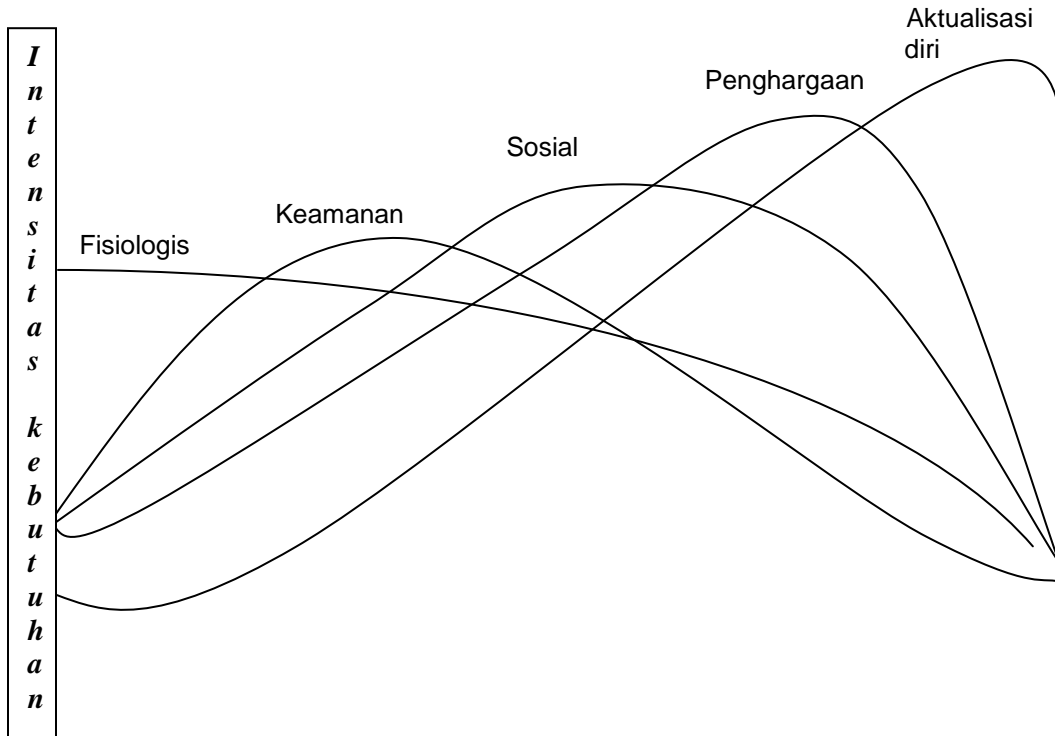 Aktualisasi
diri
Penghargaan
Sosial
Keamanan
Fisiologis
Intensitas kebutuhan